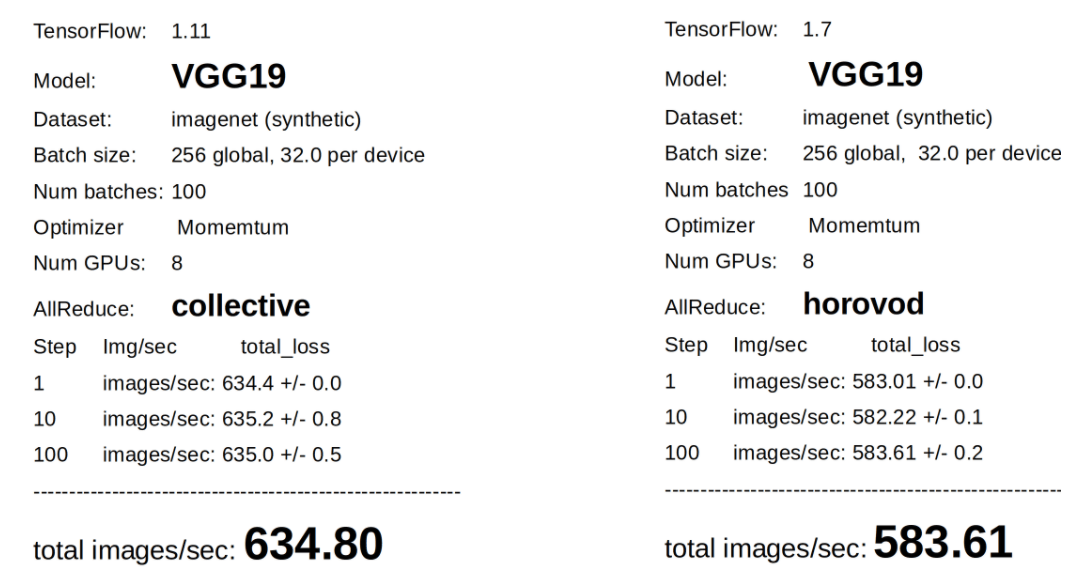 TensorFlow: 1.11
Model: VGG19
Dataset: imagenet (synthetic)
Batch size: 256 global, 32.0 per device
Num batches: 100
Optimizer Momemtum
Num GPUs: 8
AllReduce: collective
Step Img/sec total_loss
1 images/sec: 634.4 +/- 0.0
10 images/sec: 635.2 +/- 0.8
100 images/sec: 635.0 +/- 0.5
------------------------------------------------------------
total images/sec: 634.80
TensorFlow: 1.7
Model: VGG19
Dataset: imagenet (synthetic)
Batch size: 256 global, 32.0 per device
Num batches 100
Optimizer Momemtum
Num GPUs: 8
AllReduce: horovod
Step Img/sec total_loss
1 images/sec: 583.01 +/- 0.0
10 images/sec: 582.22 +/- 0.1
100 images/sec: 583.61 +/- 0.2
--------------------------------------------------------
total images/sec: 583.61